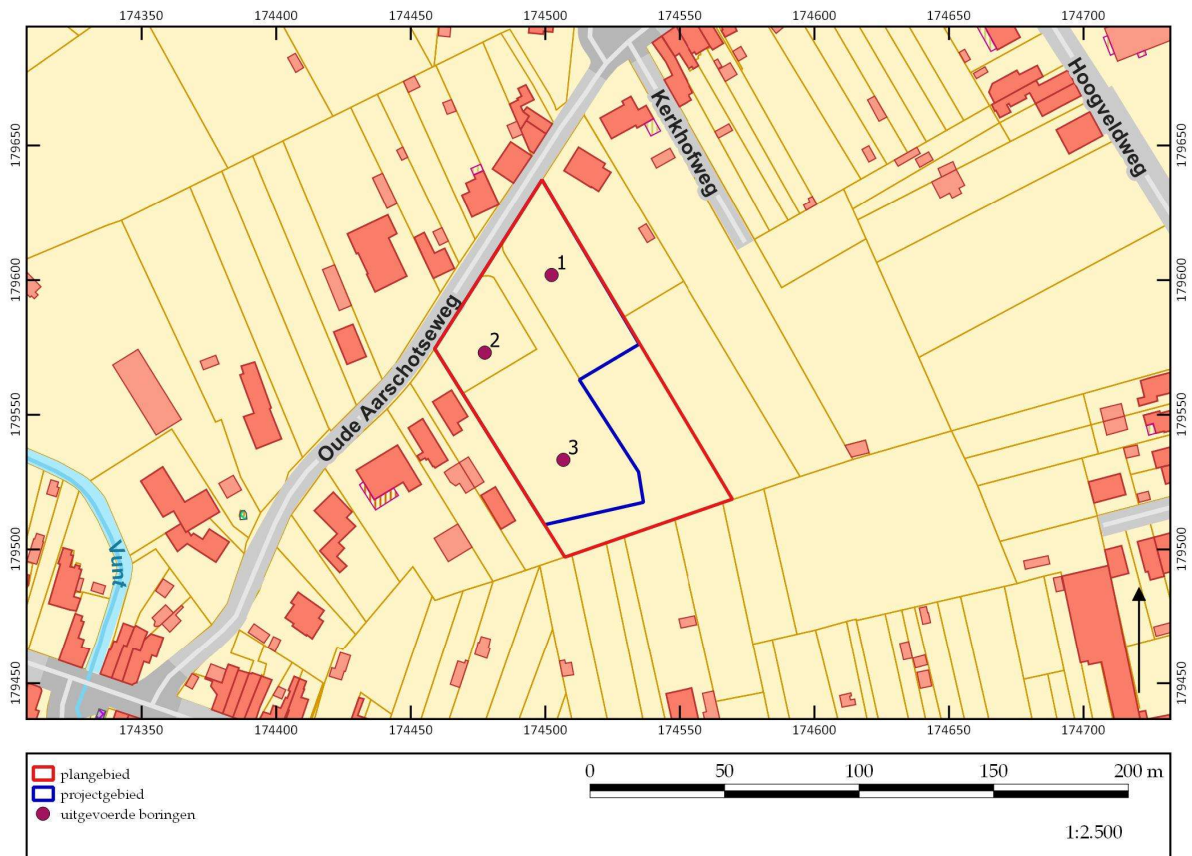 174350 174400 174450 174500 174550 174600 174650 174700
179650
179600
179550
179500
179450
179650
179600
179550
179500
179450
Hoogveldweg
Kerkhofweg
Oude Aarschotseweg
Vunt
1
2
3
174350 174400 174450 174500 174550 174600 174650 174700
plangebied
projectgebied
uitgevoerde boringen
0 50 100 150 200 m
1:2.500